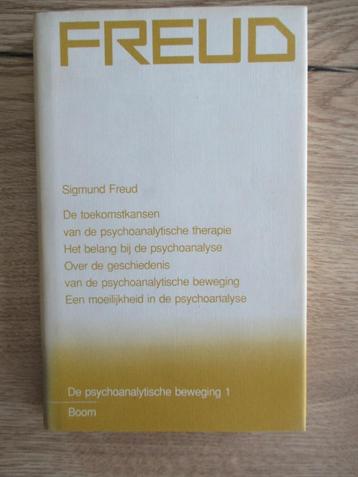 FREUD
Sigmund Freud
De toekomstkansen
van de psychoanalytische therapie
Het belang bij de psychoanalyse
Over de geschiedenis
van de psychoanalytische beweging
Een moeilijkheid in de psychoanalyse
De psychoanalytische beweging 1
Boom